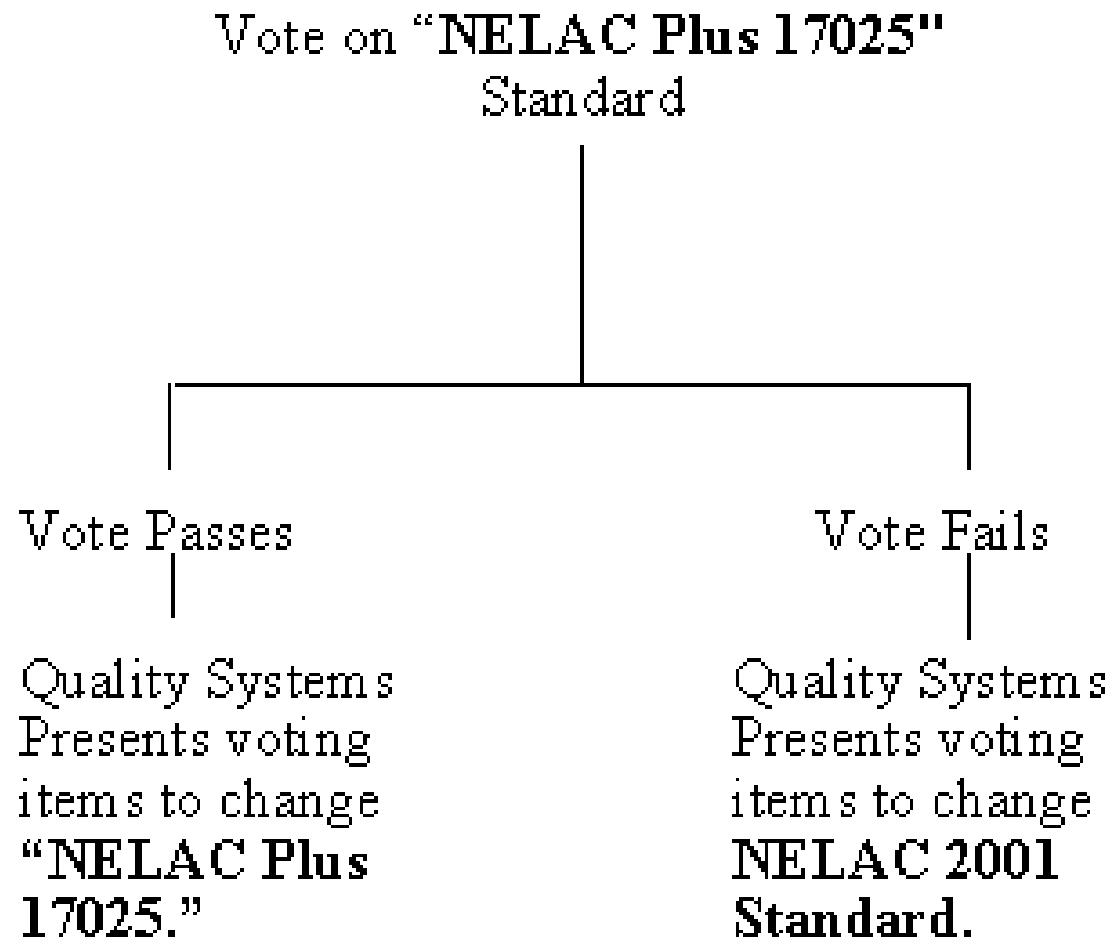 Vote on “NELAC Plus 17025"
Standard
Vote Passes
Vote Fails
Quality Systems
Presents voting
items to change
“NELAC Plus
17025.”
Quality Systems
Presents voting
items to change
NELAC 2001
Standard.